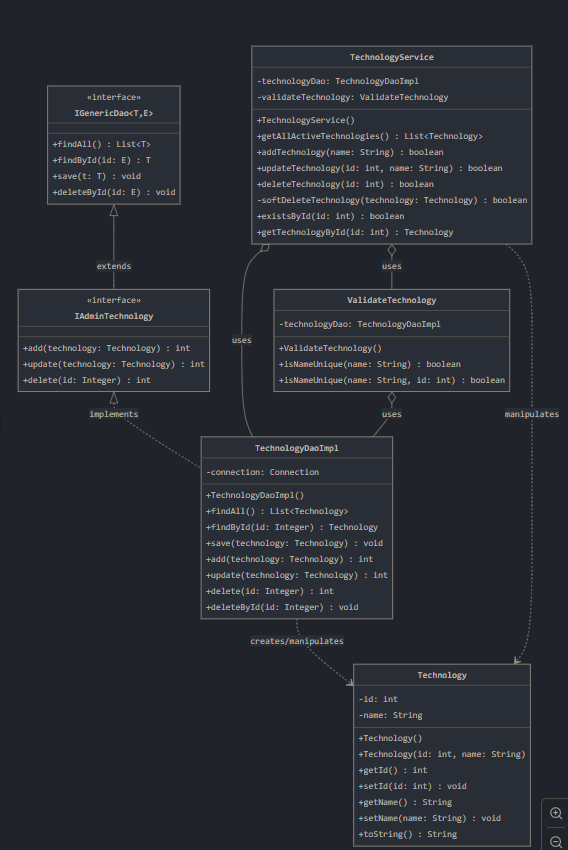 TechnologyService
-technologyDao: TechnologyDaoImpl
-validateTechnology: ValidateTechnology
+TechnologyService()
+getAllActiveTechnologies() : List<Technology>
+addTechnology(name: String) : boolean
+updateTechnology(id: int, name: String) : boolean
+deleteTechnology(id: int) : boolean
-softDeleteTechnology(technology: Technology) : boolean
+existsById(id: int) : boolean
+getTechnologyById(id: int) : Technology
«interface»
IGenericDao<T,E>
+findAll() : List<T>
+findById(id: E) : T
+save(t: T) : void
+deleteById(id: E) : void
extends
uses
«interface»
IAdminTechnology
+add(technology: Technology) : int
+update(technology: Technology) : int
+delete(id: Integer) : int
ValidateTechnology
-technologyDao: TechnologyDaoImpl
+ValidateTechnology()
+isNameUnique(name: String) : boolean
+isNameUnique(name: String, id: int) : boolean
uses
implements
uses
manipulates
TechnologyDaoImpl
-connection: Connection
+TechnologyDaoImpl()
+findAll() : List<Technology>
+findById(id: Integer) : Technology
+save(technology: Technology) : void
+add(technology: Technology) : int
+update(technology: Technology) : int
+delete(id: Integer) : int
+deleteById(id: Integer) : void
creates/manipulates
Technology
-id: int
-name: String
+Technology()
+Technology(id: int, name: String)
+getId() : int
+setId(id: int) : void
+getName() : String
+setName(name: String) : void
+toString() : String